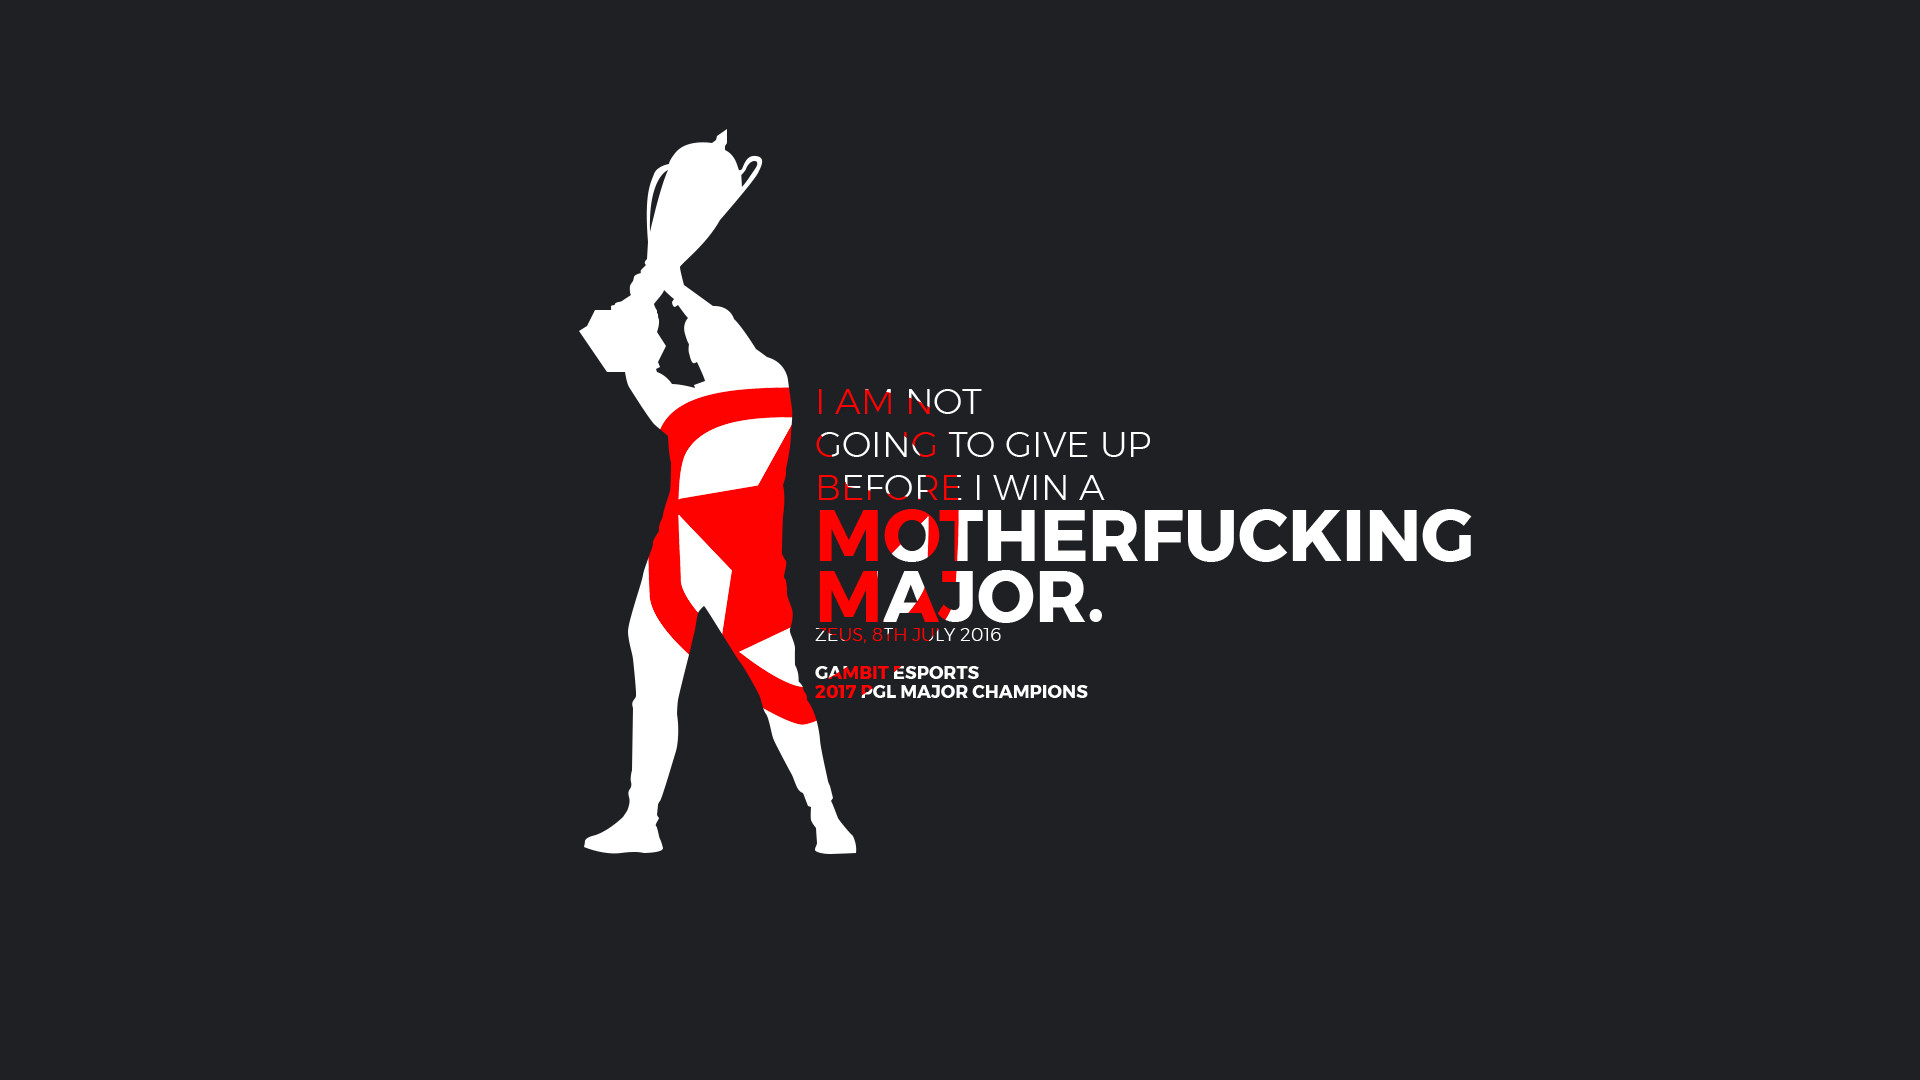 I AM NOT
GOING TO GIVE UP
BEFORE I WIN A
MOTHERFUCKING
MAJOR.
ZEUS, 8TH JULY 2016
GAMBIT ESPORTS
2017 PGL MAJOR CHAMPIONS